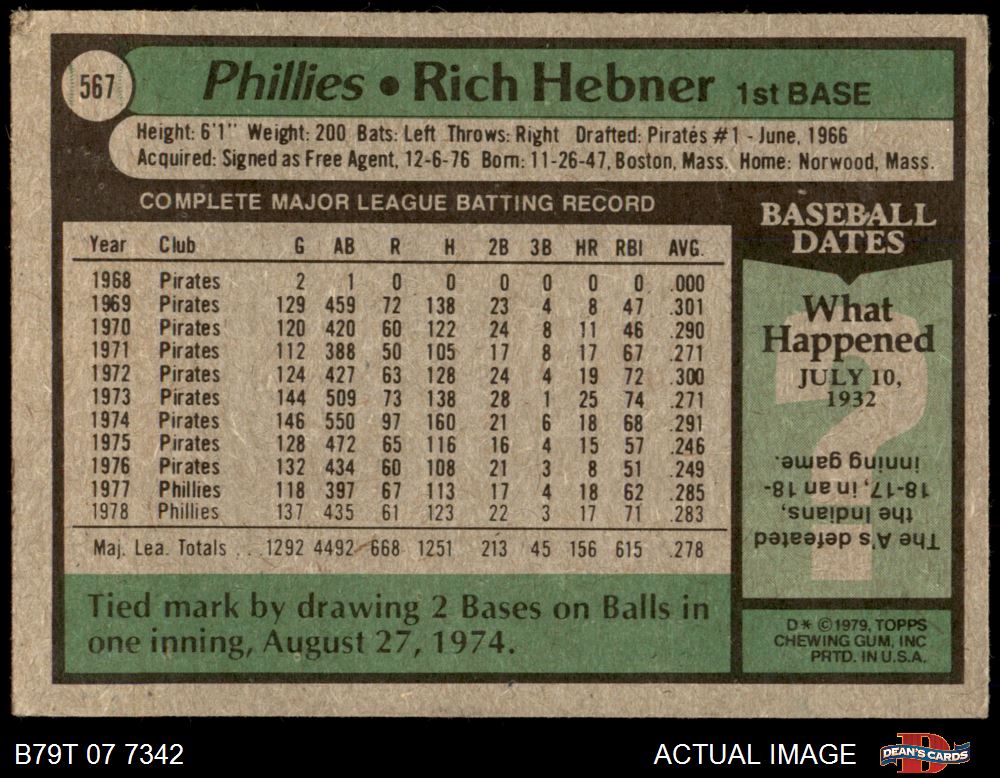 567
Phillies • Rich Hebner 1st BASE
Height: 6'1" Weight: 200 Bats: Left Throws: Right Drafted: Pirates #1 - June, 1966
Acquired: Signed as Free Agent, 12-6-76 Born: 11-26-47, Boston, Mass. Home: Norwood, Mass.
COMPLETE MAJOR LEAGUE BATTING RECORD
Year Club G AB R H 2B 3B HR RBI AVG.
1968 Pirates 2 1 0 0 0 0 0 0 .000
1969 Pirates 129 459 72 138 23 4 8 47 .301
1970 Pirates 120 420 60 122 24 8 11 46 .290
1971 Pirates 112 388 50 105 17 8 17 67 .271
1972 Pirates 124 427 63 128 24 4 19 72 .300
1973 Pirates 144 509 73 138 28 1 25 74 .271
1974 Pirates 146 550 97 160 21 6 18 68 .291
1975 Pirates 128 472 65 116 16 4 15 57 .246
1976 Pirates 132 434 60 108 21 3 8 51 .249
1977 Phillies 118 397 67 113 17 4 18 62 .285
1978 Phillies 137 435 61 123 22 3 17 71 .283
Maj. Lea. Totals . . . 1292 4492 668 1251 213 45 156 615 .278
Tied mark by drawing 2 Bases on Balls in
one inning, August 27, 1974.
BASEBALL
DATES
What
Happened
JULY 10,
1932
?
The A's defeated
the Indians,
18-17, in an 18-
inning game.
D* ©1979, TOPPS
CHEWING GUM, INC
PRTD. IN U.S.A.
B79T 07 7342
ACTUAL IMAGE
D
DEAN'S CARDS